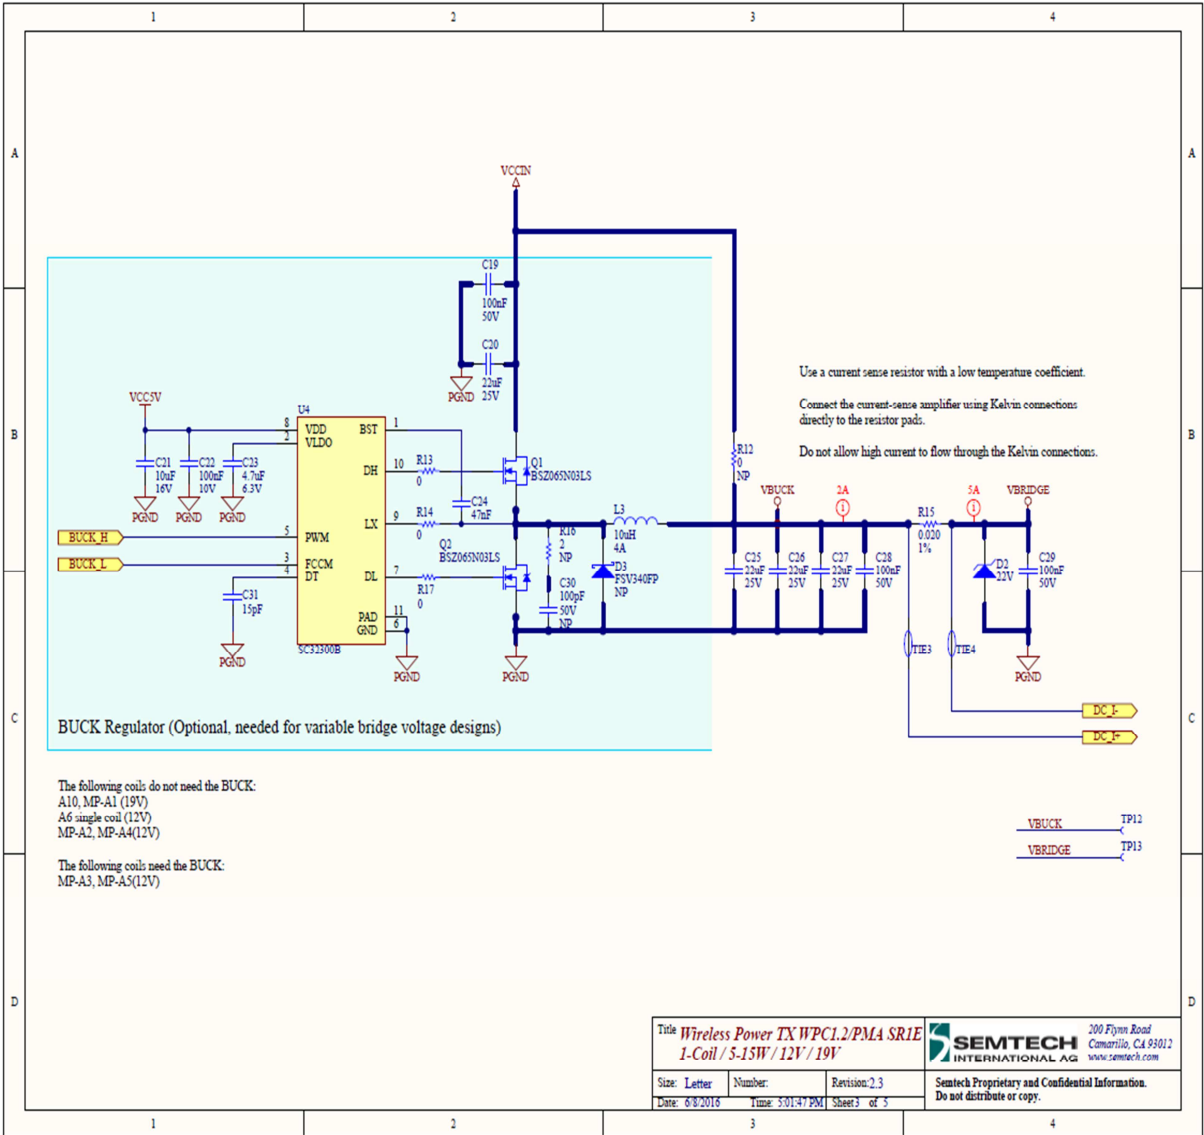 1 2 3 4
A A
VCCIN
C19
100nF
50V
C20
22uF
25V
PGND
Use a current sense resistor with a low temperature coefficient.
Connect the current-sense amplifier using Kelvin connections
directly to the resistor pads.
Do not allow high current to flow through the Kelvin connections.
B B
VCC5V
U4
8 VDD BST 1
2 VLDO
DH 10
R13
0
Q1
BSZ065N03LS
R12
0
NP
C21
10uF
16V
C22
100nF
10V
C23
4.7uF
6.3V
PGND PGND PGND
C24
47nF
BUCK_H
5 PWM LX 9
R14
0
BUCK_L
3 FCCM
4 DT DL 7
Q2
BSZ065N03LS
R17
0
R16
2
NP
L3
10uH
4A
D3
FSV340FP
NP
C30
100pF
50V
NP
VBUCK 2A 5A VBRIDGE
1 1
R15
0.020
1%
C25
22uF
25V
C26
22uF
25V
C27
22uF
25V
C28
100nF
50V
D2
22V
C29
100nF
50V
C31
15pF
PAD 11
GND 6
SC32300B
PGND PGND PGND PGND
TIE3 TIE4
DC_I-
DC_I+
C C
BUCK Regulator (Optional, needed for variable bridge voltage designs)
The following coils do not need the BUCK:
A10, MP-A1 (19V)
A6 single coil (12V)
MP-A2, MP-A4(12V)
The following coils need the BUCK:
MP-A3, MP-A5(12V)
VBUCK TP12
VBRIDGE TP13
D D
Title Wireless Power TX WPC1.2/PMA SR1E
1-Coil / 5-15W / 12V / 19V
SEMTECH
INTERNATIONAL AG
200 Flynn Road
Camarillo, CA 93012
www.semtech.com
Size: Letter Number: Revision:2.3
Date: 6/8/2016 Time: 5:01:47 PM Sheet3 of 5
Semtech Proprietary and Confidential Information.
Do not distribute or copy.
1 2 3 4